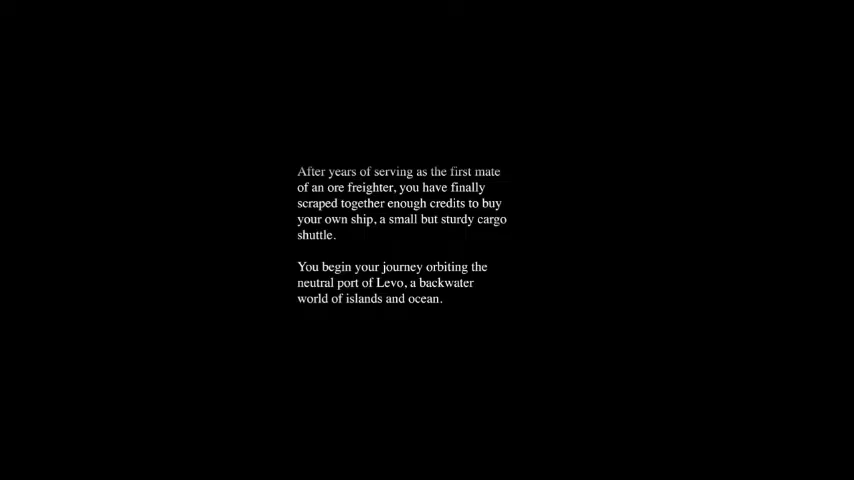 After years of serving as the first mate
of an ore freighter, you have finally
scraped together enough credits to buy
your own ship, a small but sturdy cargo
shuttle.
You begin your journey orbiting the
neutral port of Levo, a backwater
world of islands and ocean.